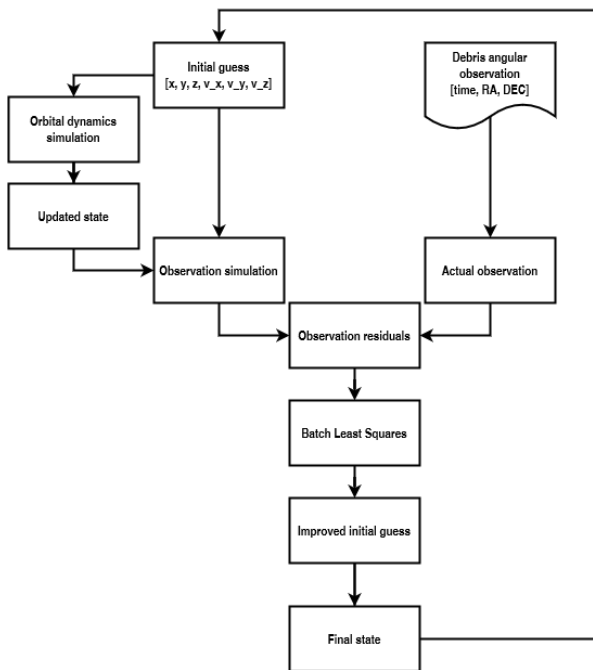 Initial guess
[x, y, z, v_x, v_y, v_z]
Debris angular
observation
[time, RA, DEC]
Orbital dynamics
simulation
Updated state
Observation simulation
Actual observation
Observation residuals
Batch Least Squares
Improved initial guess
Final state